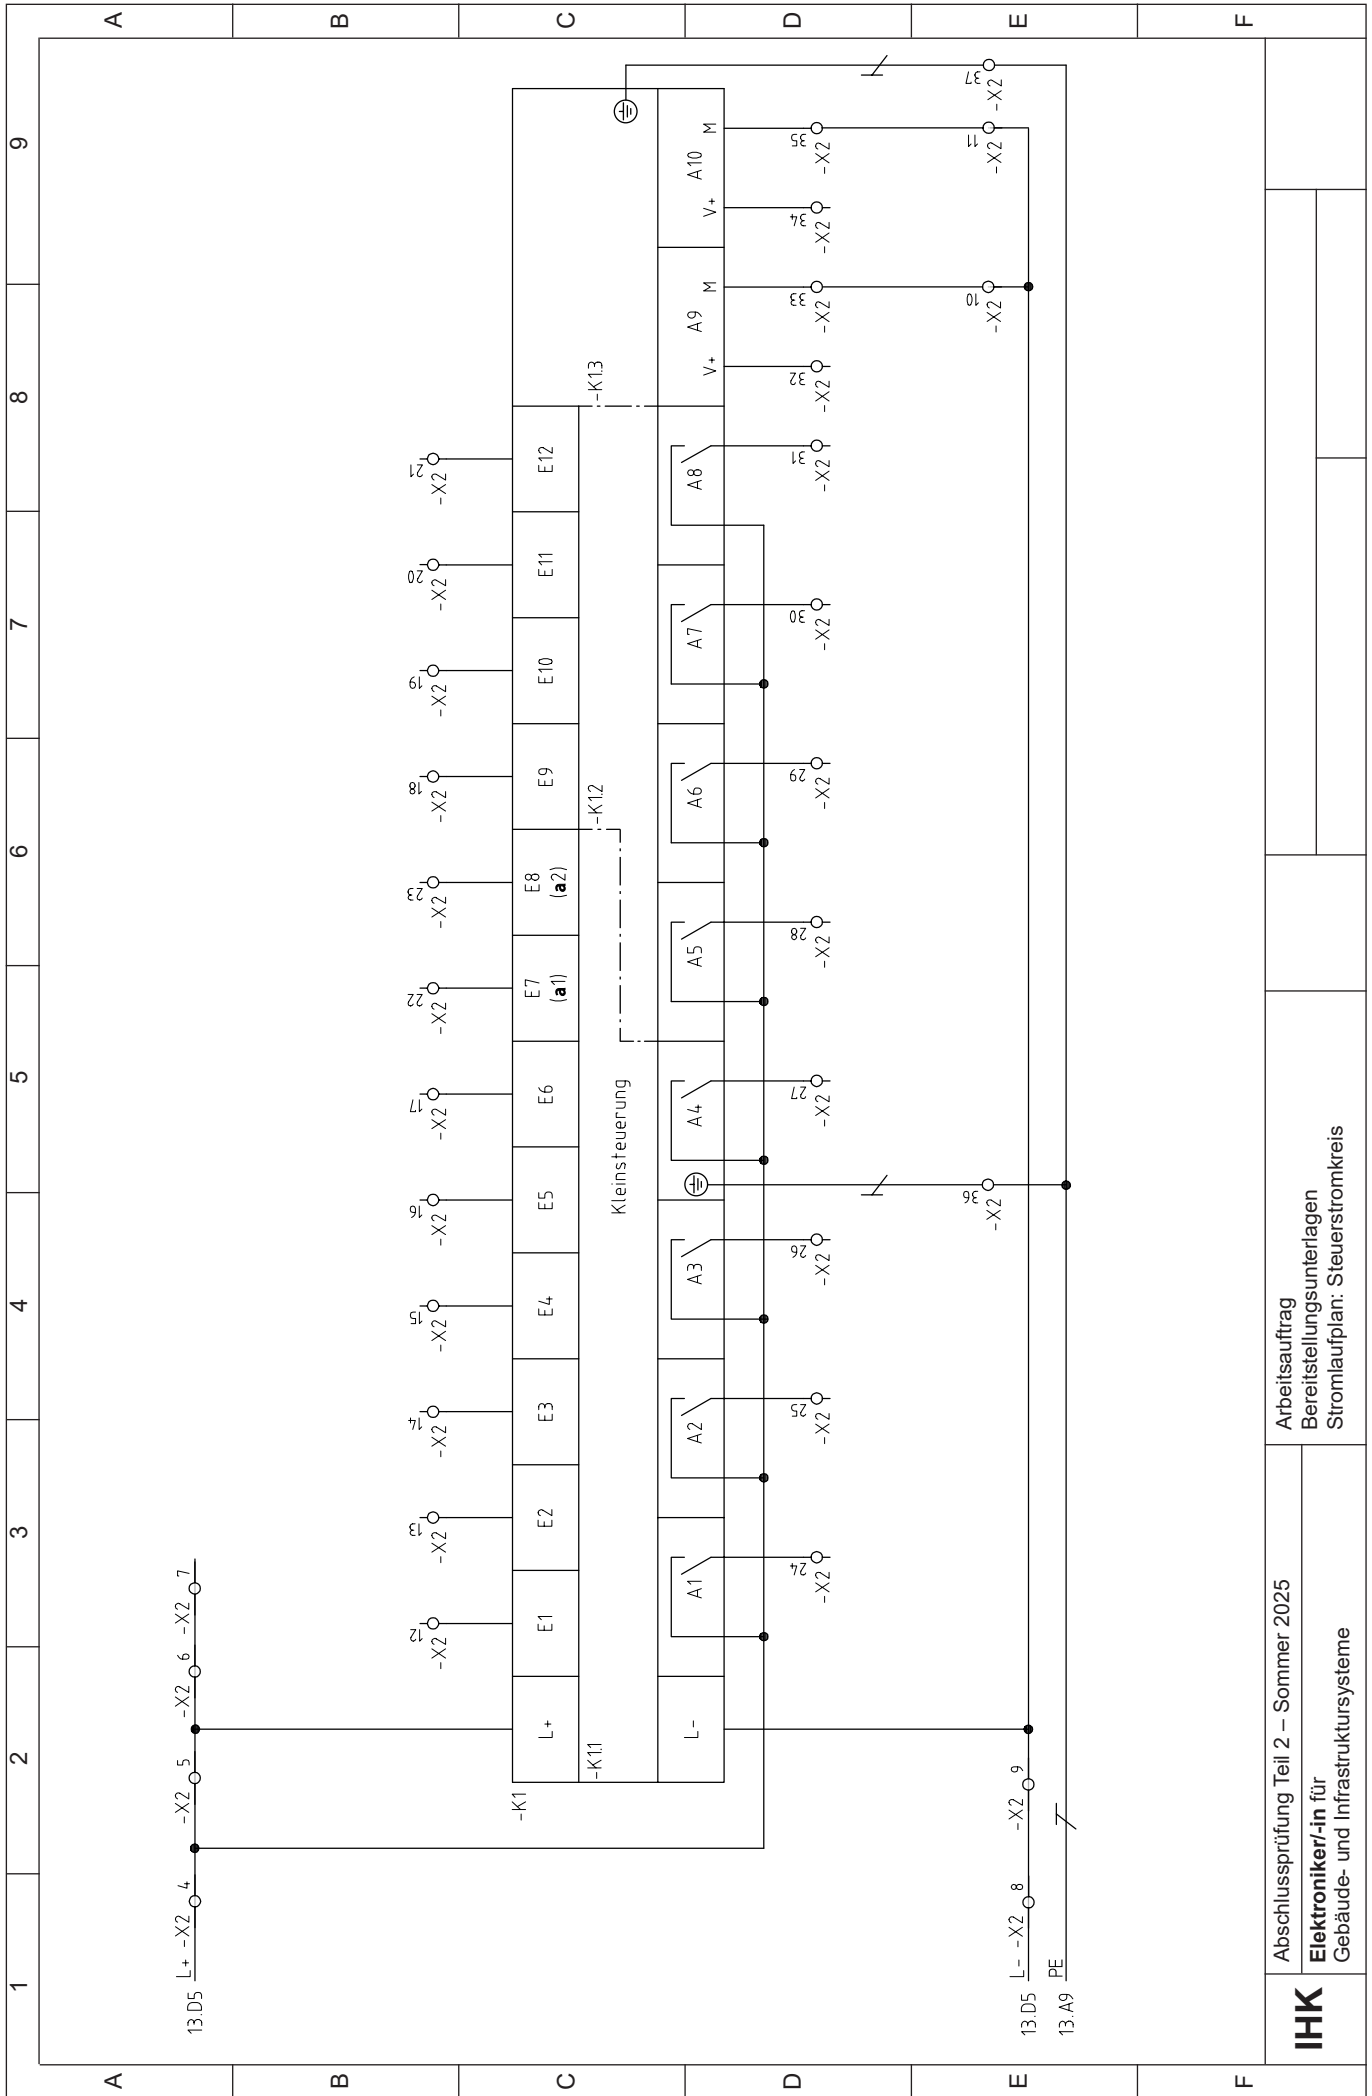 1 2 3 4 5 6 7 8 9
A A
B B
C C
D D
E E
F F
13.D5 L+ -X2 4 -X2 5 -X2 6 -X2 7
-X2 12 -X2 13 -X2 14 -X2 15 -X2 16 -X2 17 -X2 22 -X2 23 -X2 18 -X2 19 -X2 20 -X2 21
-K1
L+ E1 E2 E3 E4 E5 E6 E7 E8 E9 E10 E11 E12
(a1) (a2)
-K1.1 -K1.2 -K1.3
Kleinsteuerung
L- A1 A2 A3 A4 A5 A6 A7 A8 V+ A9 M V+ A10 M
-X2 24 -X2 25 -X2 26 -X2 27 -X2 28 -X2 29 -X2 30 -X2 31 -X2 32 -X2 33 -X2 34 -X2 35
-X2 36 -X2 10 -X2 11 -X2 37
13.D5 L- -X2 8 -X2 9
13.A9 PE
IHK
Abschlussprüfung Teil 2 – Sommer 2025
Elektroniker/-in für
Gebäude- und Infrastruktursysteme
Arbeitsauftrag
Bereitstellungsunterlagen
Stromlaufplan: Steuerstromkreis